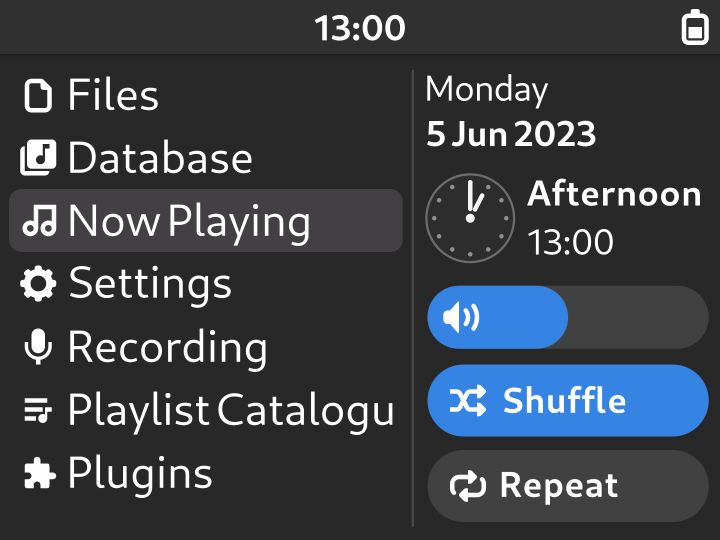 13:00
Files
Database
Now Playing
Settings
Recording
Playlist Catalogu
Plugins
Monday
5 Jun 2023
Afternoon
13:00
Shuffle
Repeat